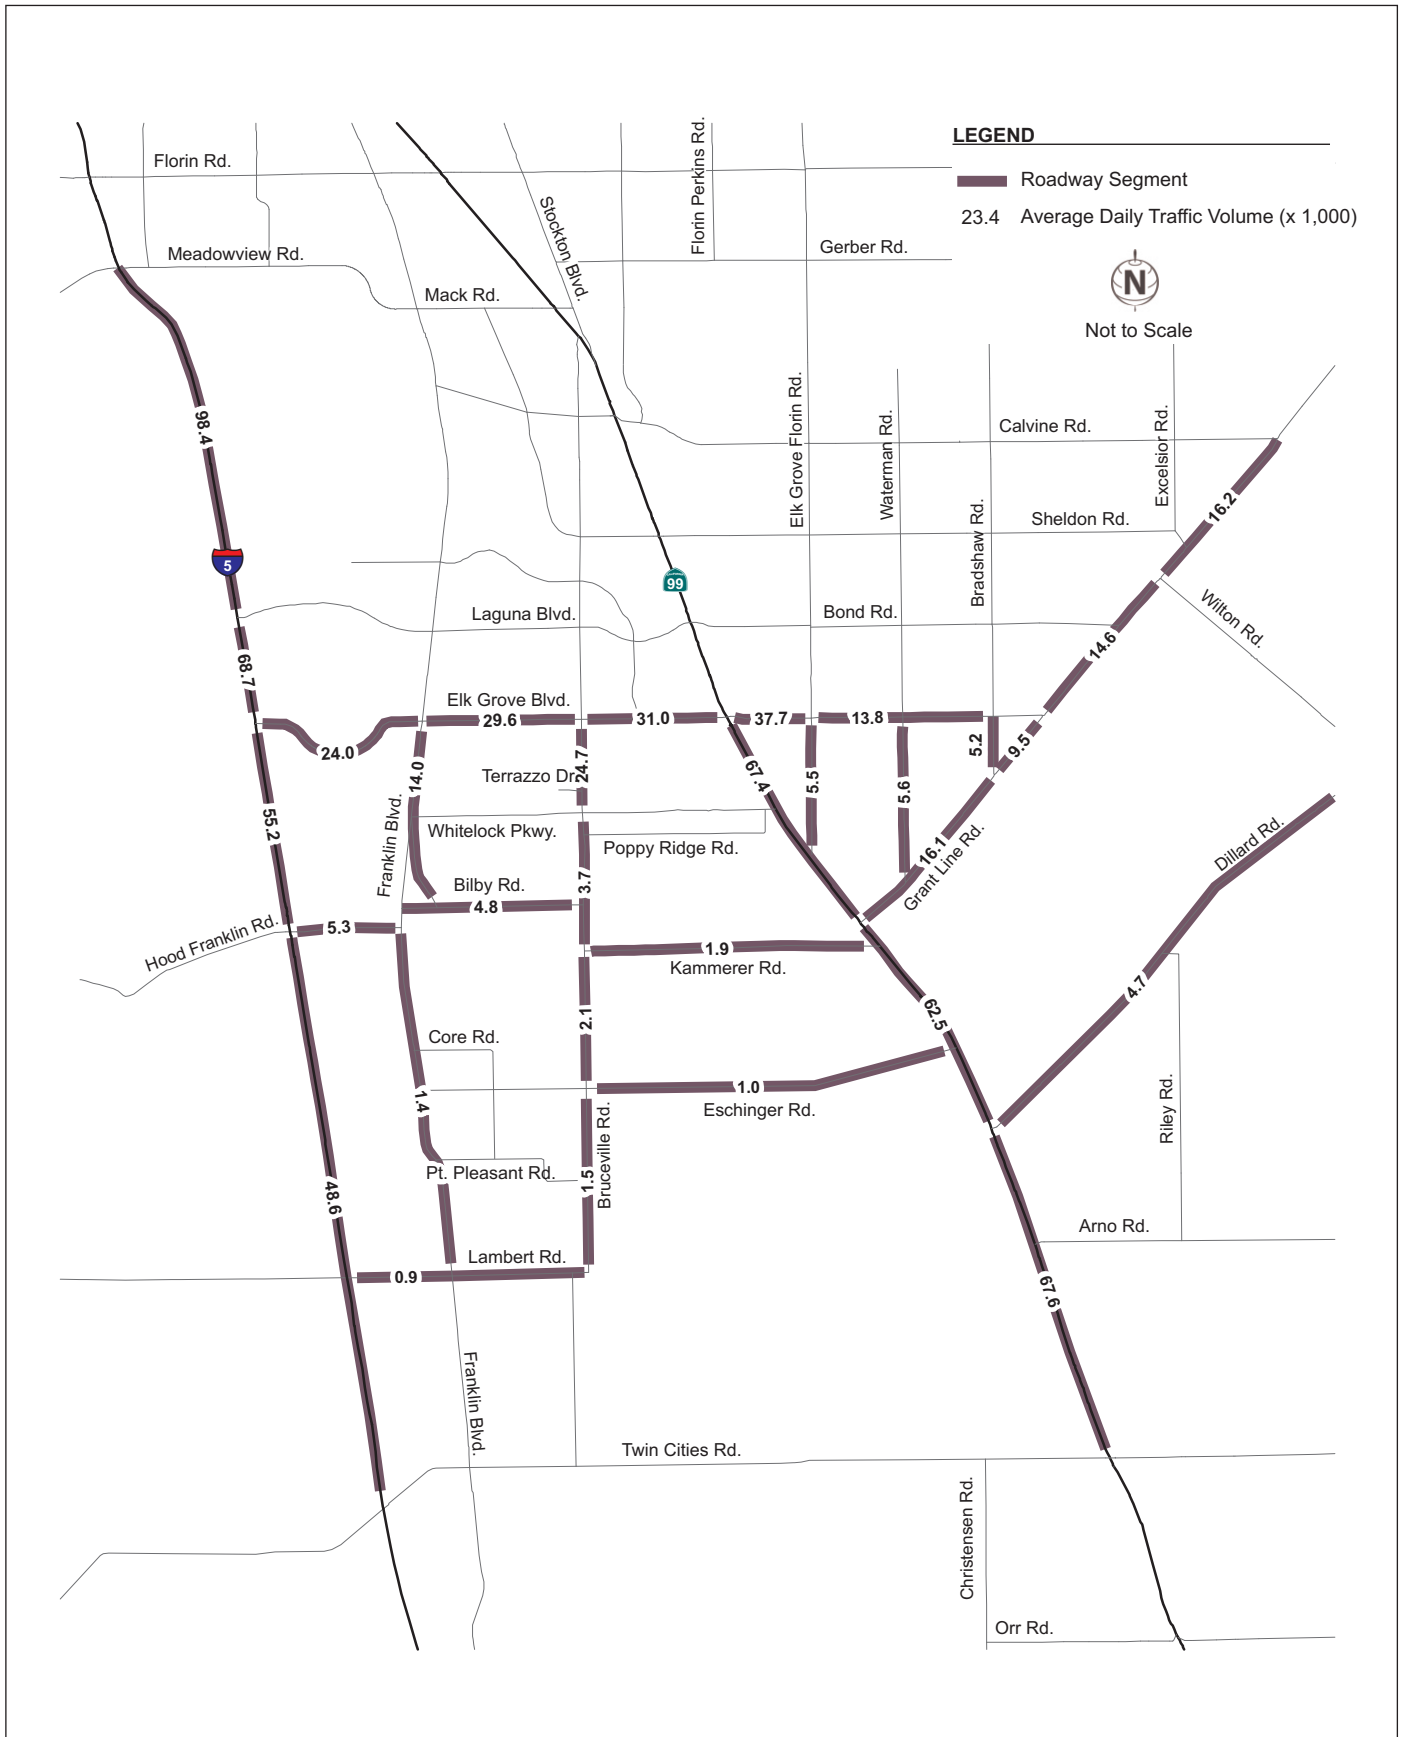 LEGEND
Roadway Segment
23.4 Average Daily Traffic Volume (x 1,000)
N
Not to Scale
Florin Rd.
Florin Perkins Rd.
Stockton Blvd.
Meadowview Rd.
Gerber Rd.
Mack Rd.
Elk Grove Florin Rd.
Waterman Rd.
Calvine Rd.
Excelsior Rd.
98.4
16.2
Bradshaw Rd.
Sheldon Rd.
5
CALIFORNIA
99
Laguna Blvd.
Bond Rd.
Wilton Rd.
14.6
68.7
Elk Grove Blvd.
29.6
31.0
37.7
13.8
24.0
5.2
9.5
14.0
Terrazzo Dr.
24.7
67.4
5.5
5.6
55.2
Franklin Blvd.
Whitelock Pkwy.
Poppy Ridge Rd.
16.1
Grant Line Rd.
Dillard Rd.
3.7
Bilby Rd.
4.8
Hood Franklin Rd.
5.3
1.9
Kammerer Rd.
4.7
2.1
62.5
Core Rd.
1.4
1.0
Eschinger Rd.
Riley Rd.
Bruceville Rd.
Pt. Pleasant Rd.
1.5
48.6
Arno Rd.
Lambert Rd.
0.9
67.6
Franklin Blvd.
Twin Cities Rd.
Christensen Rd.
Orr Rd.